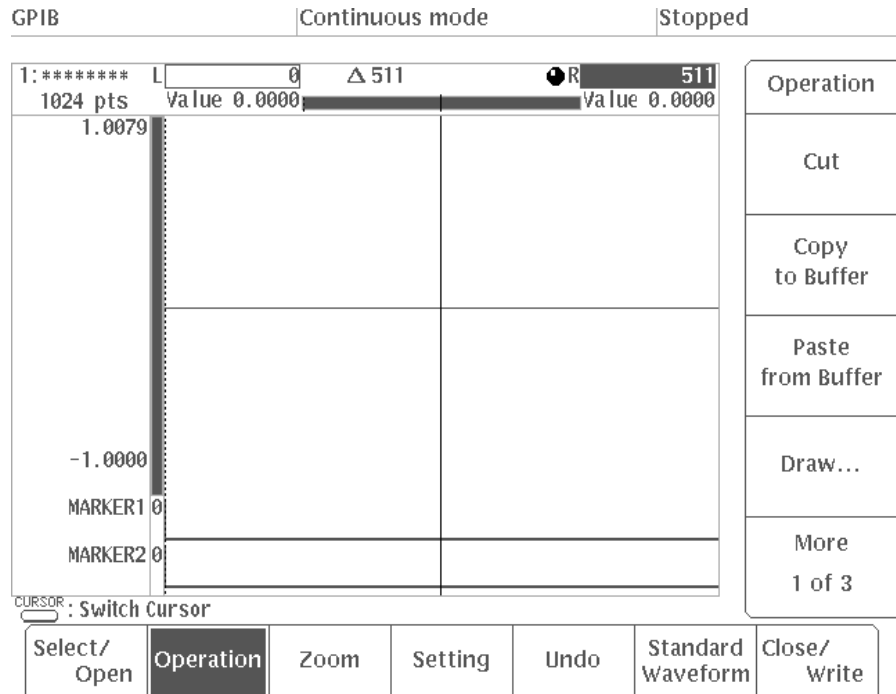 GPIB Continuous mode Stopped
1:******** L 0 Δ 511 R 511
1024 pts Value 0.0000 Value 0.0000
1.0079
-1.0000
MARKER1 0
MARKER2 0
CURSOR : Switch Cursor
Operation
Cut
Copy
to Buffer
Paste
from Buffer
Draw...
More
1 of 3
Select/
Open
Operation
Zoom
Setting
Undo
Standard
Waveform
Close/
Write